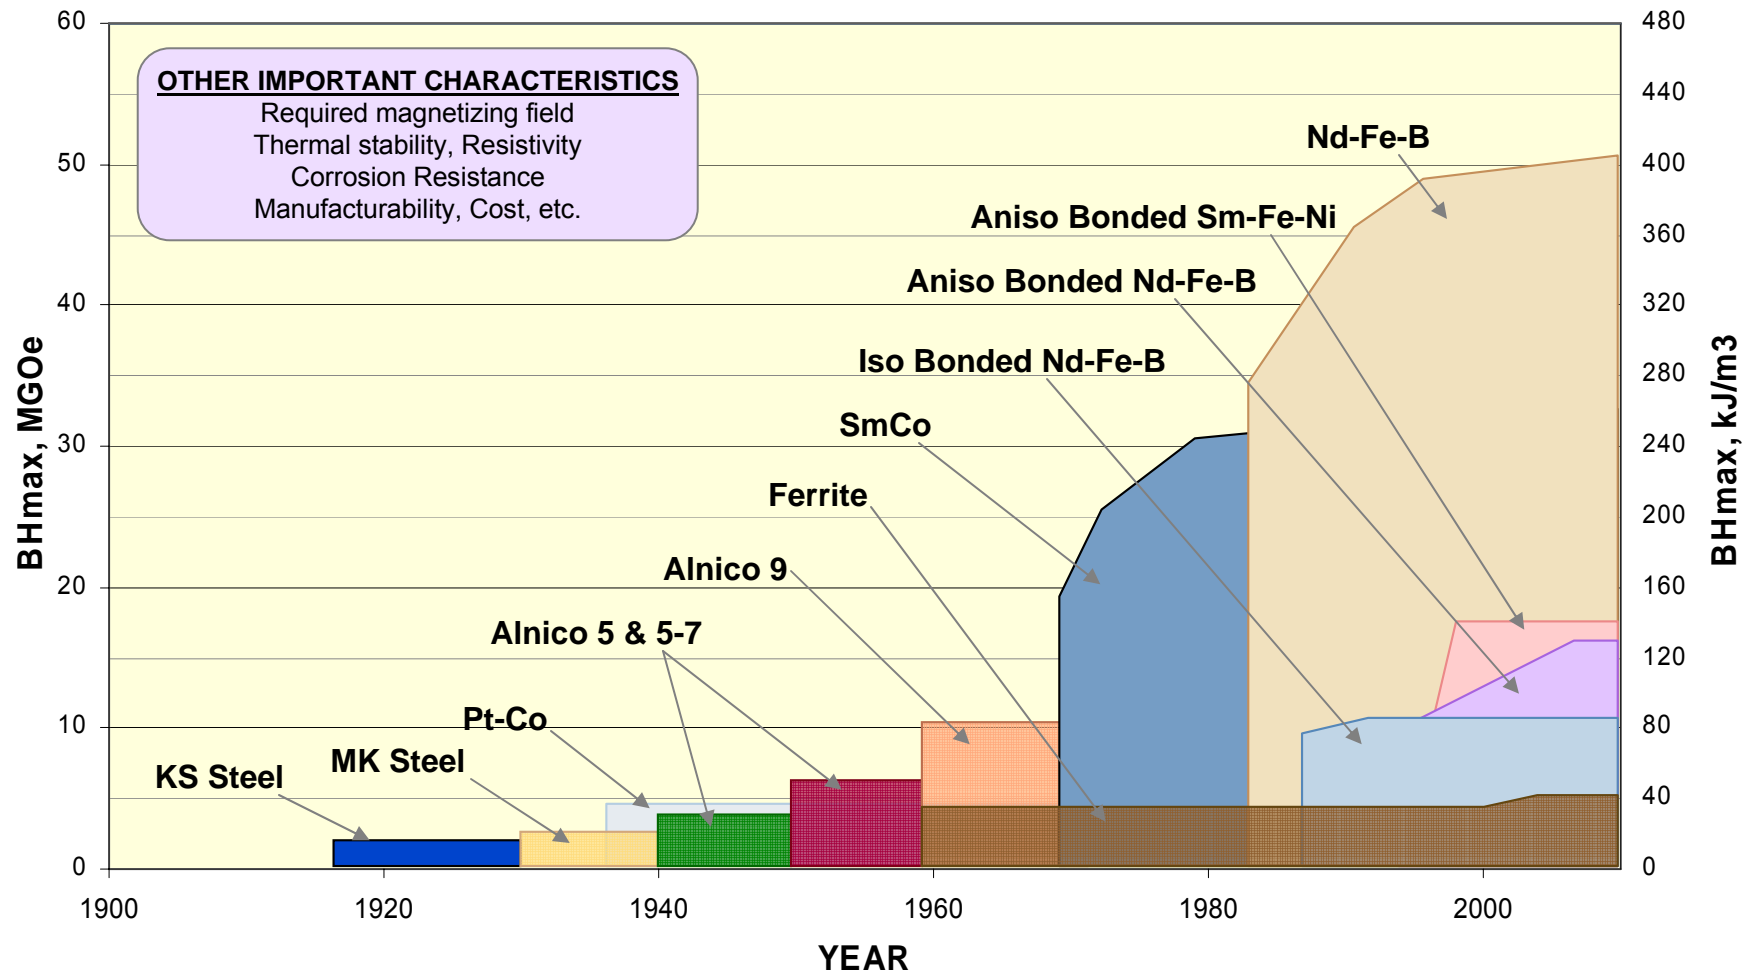 60
50
40
30
20
10
0
BHmax, MGOe
480
440
400
360
320
280
240
200
160
120
80
40
0
BHmax, kJ/m3
OTHER IMPORTANT CHARACTERISTICS
Required magnetizing field
Thermal stability, Resistivity
Corrosion Resistance
Manufacturability, Cost, etc.
Nd-Fe-B
Aniso Bonded Sm-Fe-Ni
Aniso Bonded Nd-Fe-B
Iso Bonded Nd-Fe-B
SmCo
Ferrite
Alnico 9
Alnico 5 & 5-7
Pt-Co
MK Steel
KS Steel
1900
1920
1940
1960
1980
2000
YEAR